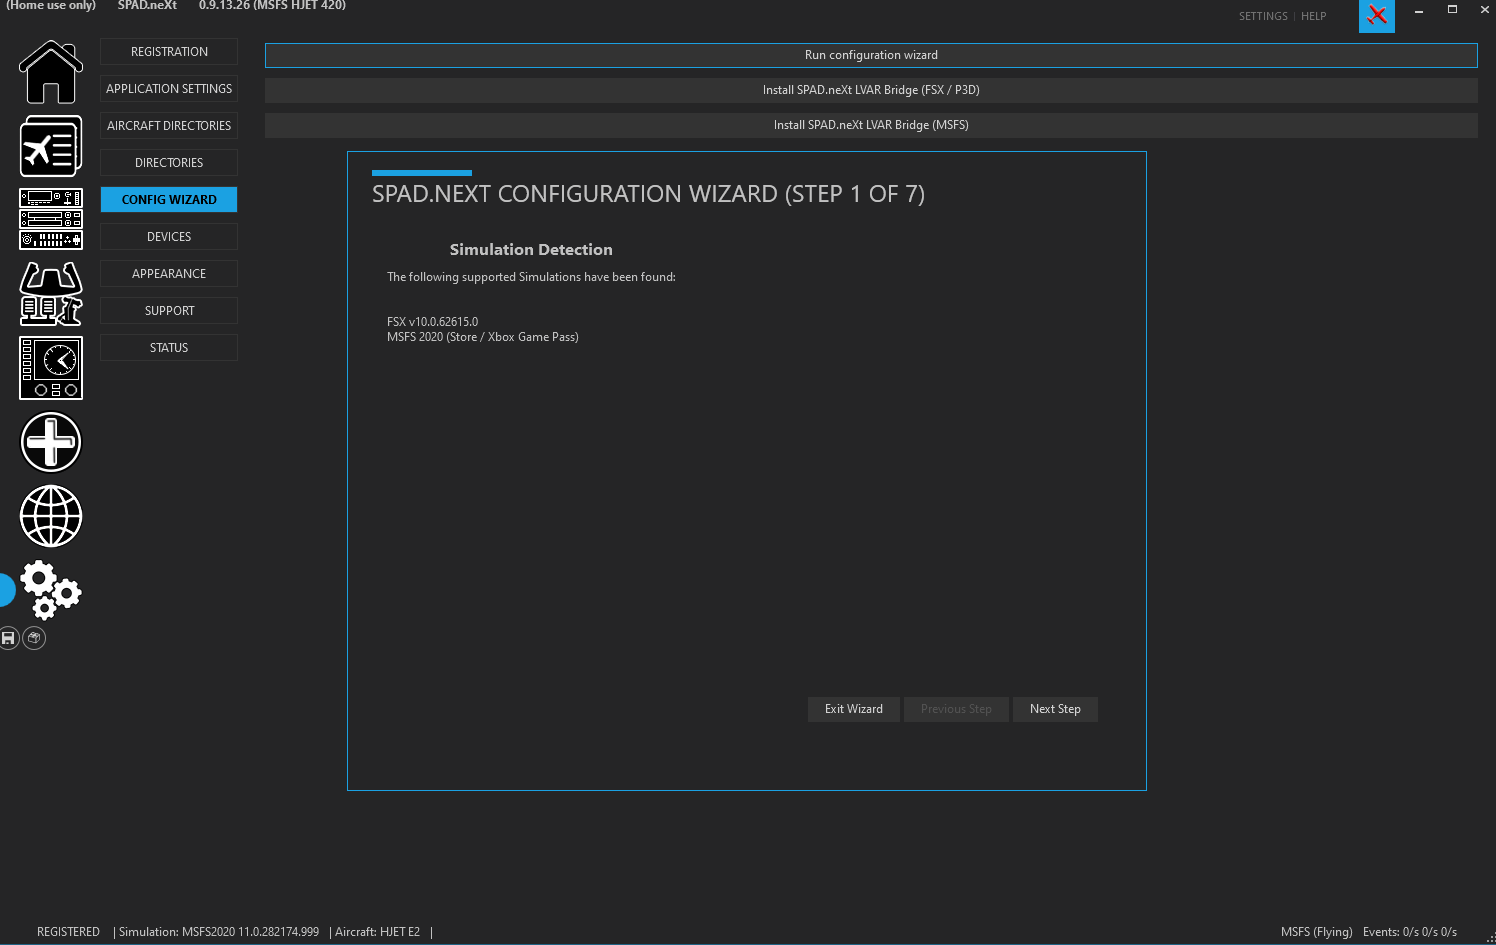 (Home use only) SPAD.neXt 0.9.13.26 (MSFS HJET 420)
SETTINGS | HELP
REGISTRATION
APPLICATION SETTINGS
AIRCRAFT DIRECTORIES
DIRECTORIES
CONFIG WIZARD
DEVICES
APPEARANCE
SUPPORT
STATUS
Run configuration wizard
Install SPAD.neXt LVAR Bridge (FSX / P3D)
Install SPAD.neXt LVAR Bridge (MSFS)
SPAD.NEXT CONFIGURATION WIZARD (STEP 1 OF 7)
Simulation Detection
The following supported Simulations have been found:
FSX v10.0.62615.0
MSFS 2020 (Store / Xbox Game Pass)
Exit Wizard Previous Step Next Step
REGISTERED | Simulation: MSFS2020 11.0.282174.999 | Aircraft: HJET E2 |
MSFS (Flying) Events: 0/s 0/s 0/s